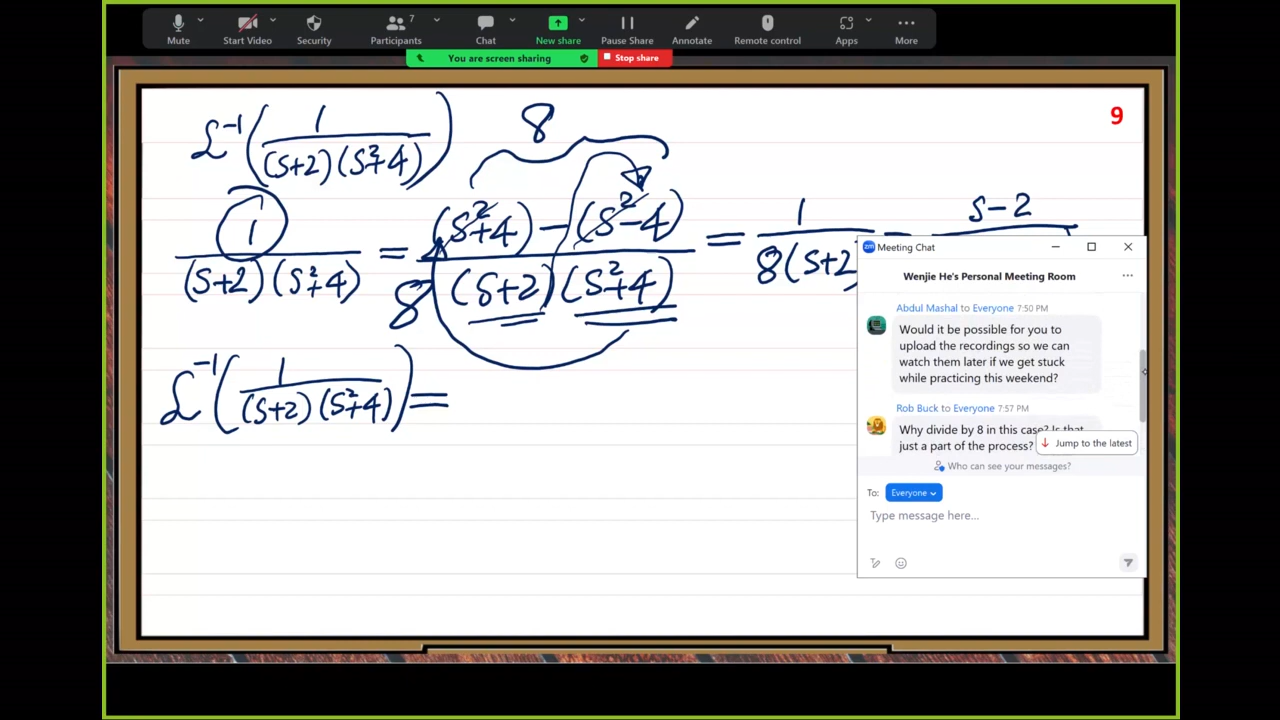 Mute
Start Video
Security
Participants
7
Chat
New share
Pause Share
Annotate
Remote control
Apps
More
You are screen sharing
Stop share
9
£⁻¹(1/((s+2)(s²+4)))
8
1/((s+2)(s²+4)) = ((s²+4) − (s²−4))/(8(s+2)(s²+4)) = 1/(8(s+2 − s−2
£⁻¹(1/((s+2)(s²+4))) =
zm Meeting Chat
Wenjie He's Personal Meeting Room
Abdul Mashal to Everyone 7:50 PM
Would it be possible for you to
upload the recordings so we can
watch them later if we get stuck
while practicing this weekend?
Rob Buck to Everyone 7:57 PM
Why divide by 8 in this case? Is that
just a part of the process?
Jump to the latest
Who can see your messages?
To: Everyone
Type message here...